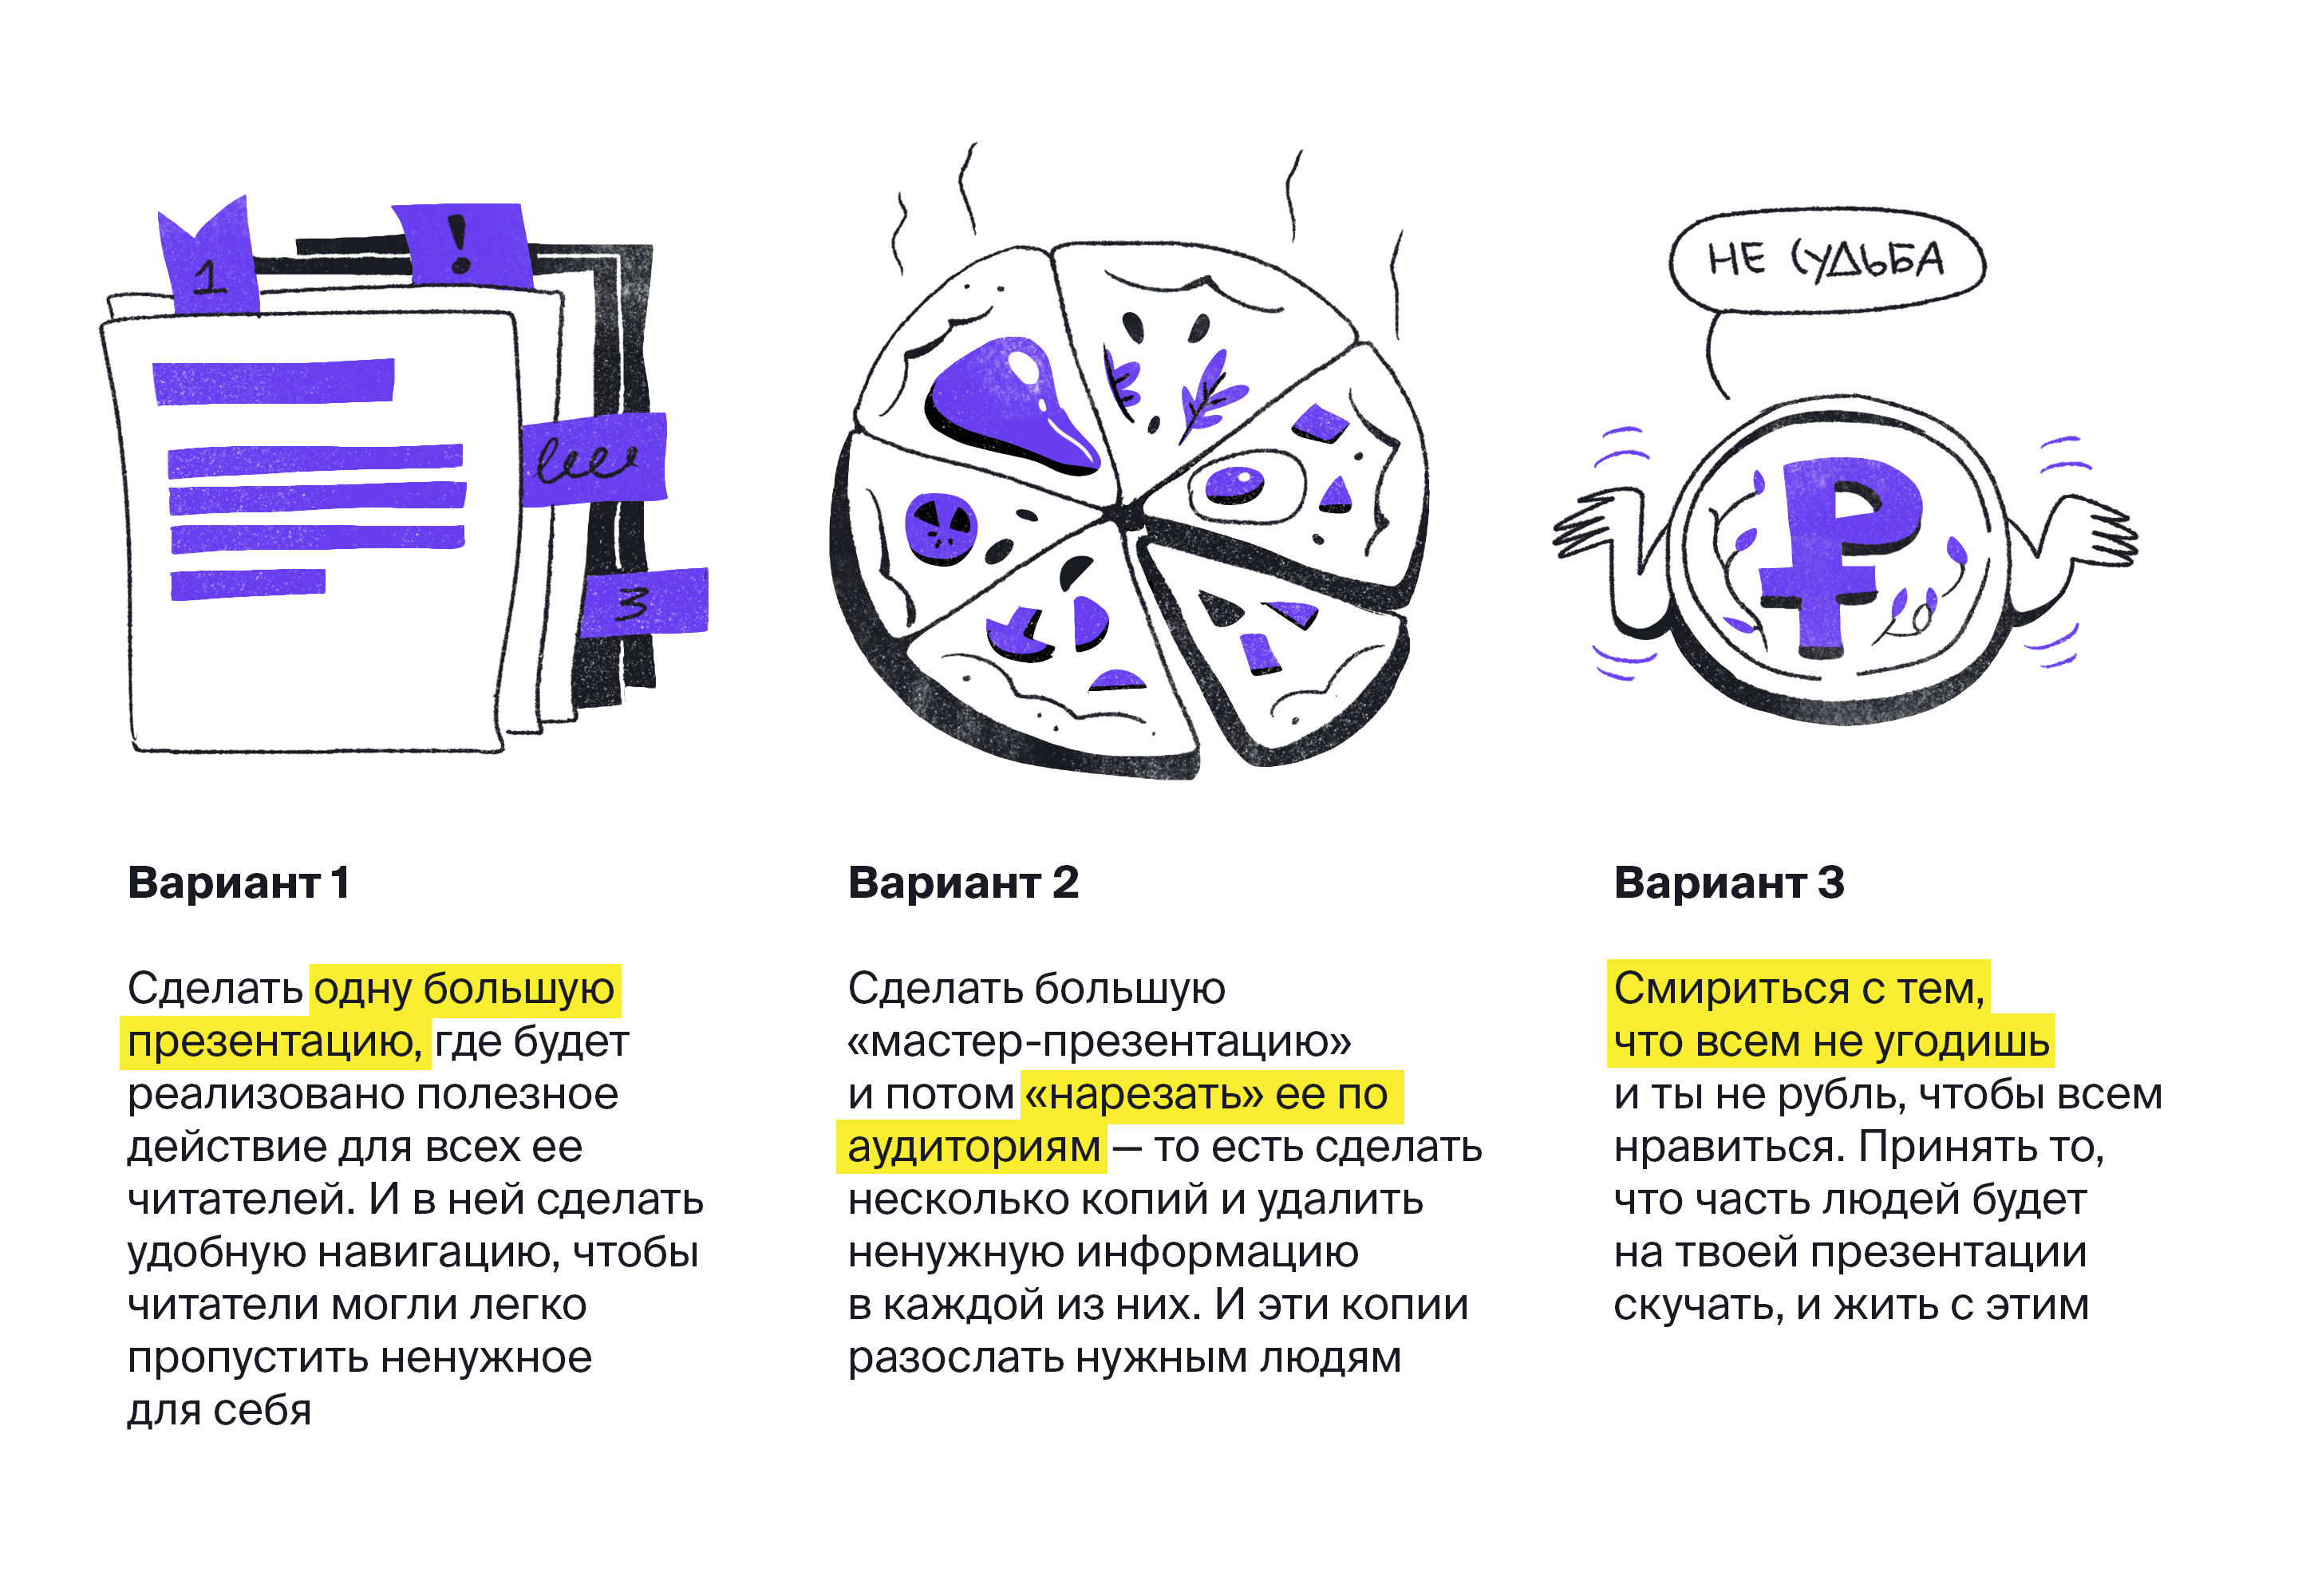 1
!
3
НЕ СУДЬБА
Вариант 1
Сделать одну большую
презентацию, где будет
реализовано полезное
действие для всех ее
читателей. И в ней сделать
удобную навигацию, чтобы
читатели могли легко
пропустить ненужное
для себя
Вариант 2
Сделать большую
«мастер-презентацию»
и потом «нарезать» ее по
аудиториям — то есть сделать
несколько копий и удалить
ненужную информацию
в каждой из них. И эти копии
разослать нужным людям
Вариант 3
Смириться с тем,
что всем не угодишь
и ты не рубль, чтобы всем
нравиться. Принять то,
что часть людей будет
на твоей презентации
скучать, и жить с этим